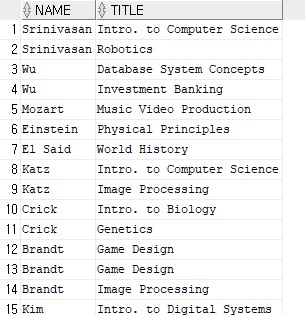 NAME TITLE
1 Srinivasan Intro. to Computer Science
2 Srinivasan Robotics
3 Wu Database System Concepts
4 Wu Investment Banking
5 Mozart Music Video Production
6 Einstein Physical Principles
7 El Said World History
8 Katz Intro. to Computer Science
9 Katz Image Processing
10 Crick Intro. to Biology
11 Crick Genetics
12 Brandt Game Design
13 Brandt Game Design
14 Brandt Image Processing
15 Kim Intro. to Digital Systems